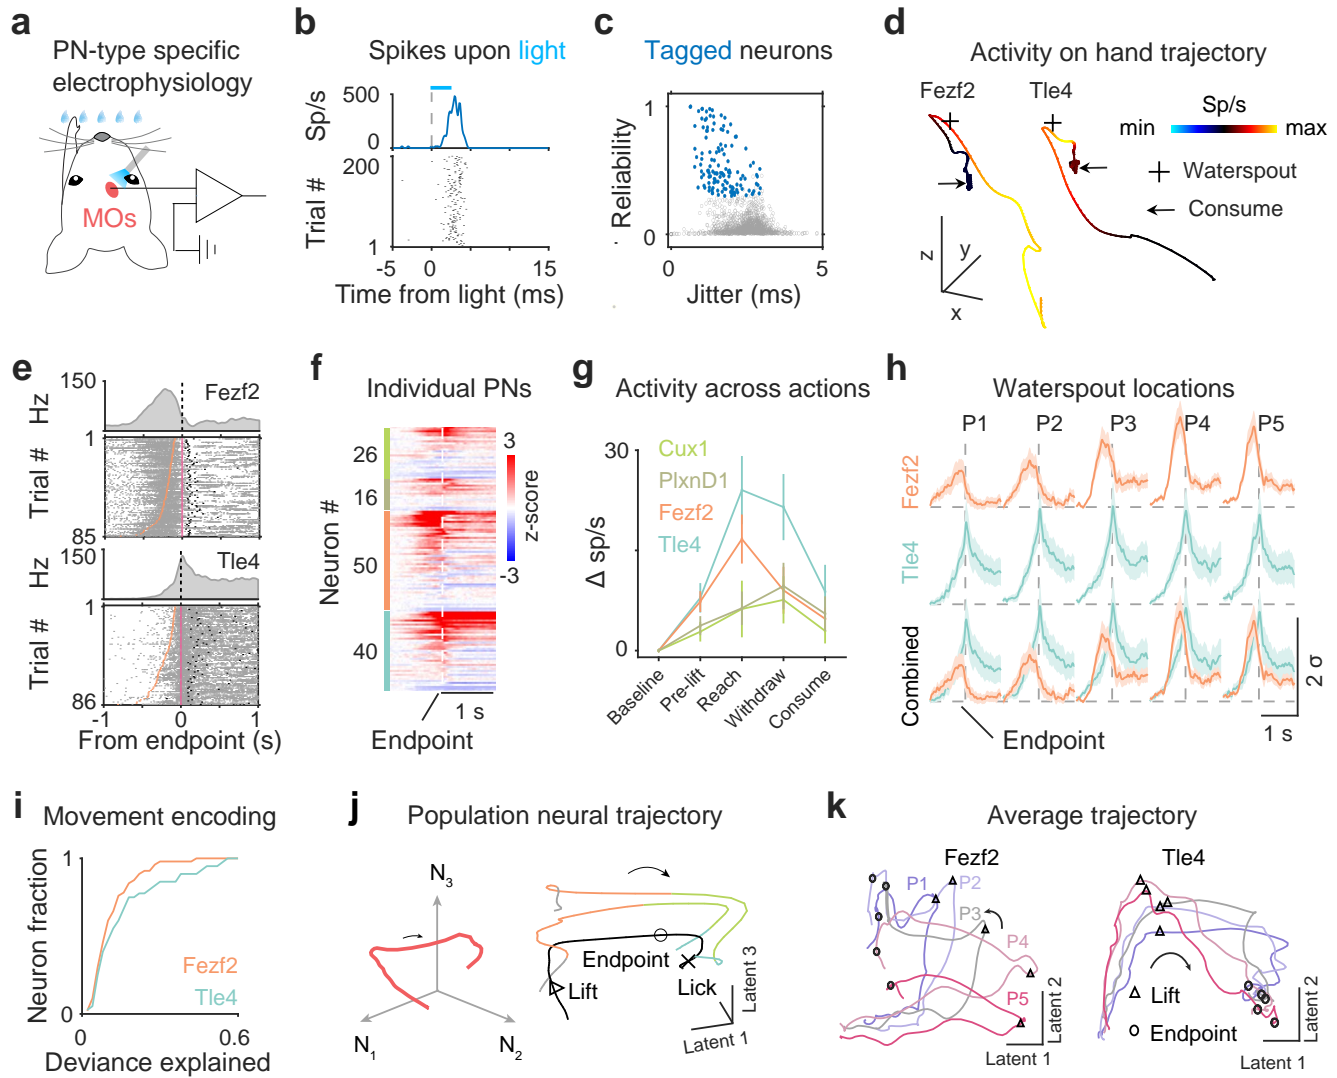 a
PN-type specific
electrophysiology
MOs
b
Spikes upon light
500
Sp/s
0
200
Trial #
1
-5
0
15
Time from light (ms)
c
Tagged neurons
1
Reliability
0
0
5
Jitter (ms)
d
Activity on hand trajectory
Fezf2
Tle4
Sp/s
min
max
Waterspout
Consume
z
y
x
e
150
Fezf2
Hz
1
Trial #
85
150
Tle4
Hz
1
Trial #
86
-1
0
1
From endpoint (s)
f
Individual PNs
26
16
50
40
Neuron #
3
z-score
-3
1 s
Endpoint
g
Activity across actions
30
Cux1
PlxnD1
Fezf2
Tle4
Δ sp/s
0
Baseline
Pre-lift
Reach
Withdraw
Consume
h
Waterspout locations
P1
P2
P3
P4
P5
Fezf2
Tle4
Combined
2 σ
1 s
Endpoint
i
Movement encoding
1
Neuron fraction
Fezf2
Tle4
0
0
0.6
Deviance explained
j
Population neural trajectory
N3
N1
N2
Endpoint
Lift
Lick
Latent 3
Latent 1
k
Average trajectory
Fezf2
Tle4
P1
P2
P3
P4
P5
Latent 2
Latent 1
Lift
Endpoint
Latent 2
Latent 1